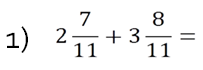 1) 2 7/11 + 3 8/11 =